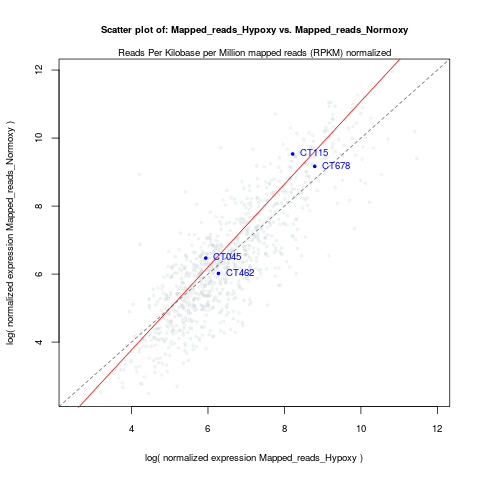 Scatter plot of: Mapped_reads_Hypoxy vs. Mapped_reads_Normoxy
Reads Per Kilobase per Million mapped reads (RPKM) normalized
log( normalized expression Mapped_reads_Normoxy )
12
10
8
6
4
CT115
CT678
CT045
CT462
4 6 8 10 12
log( normalized expression Mapped_reads_Hypoxy )